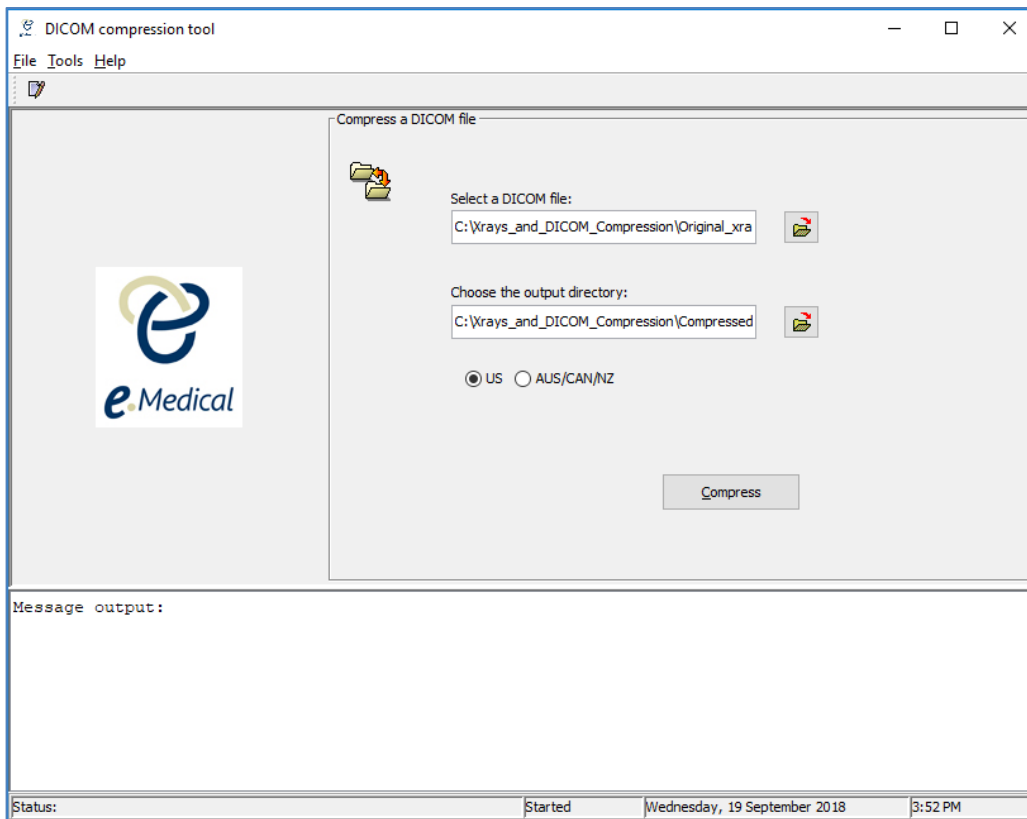 DICOM compression tool
File Tools Help
Compress a DICOM file
Select a DICOM file:
C:\Xrays_and_DICOM_Compression\Original_xra
Choose the output directory:
C:\Xrays_and_DICOM_Compression\Compressed
US AUS/CAN/NZ
e.Medical
Compress
Message output:
Status: Started Wednesday, 19 September 2018 3:52 PM